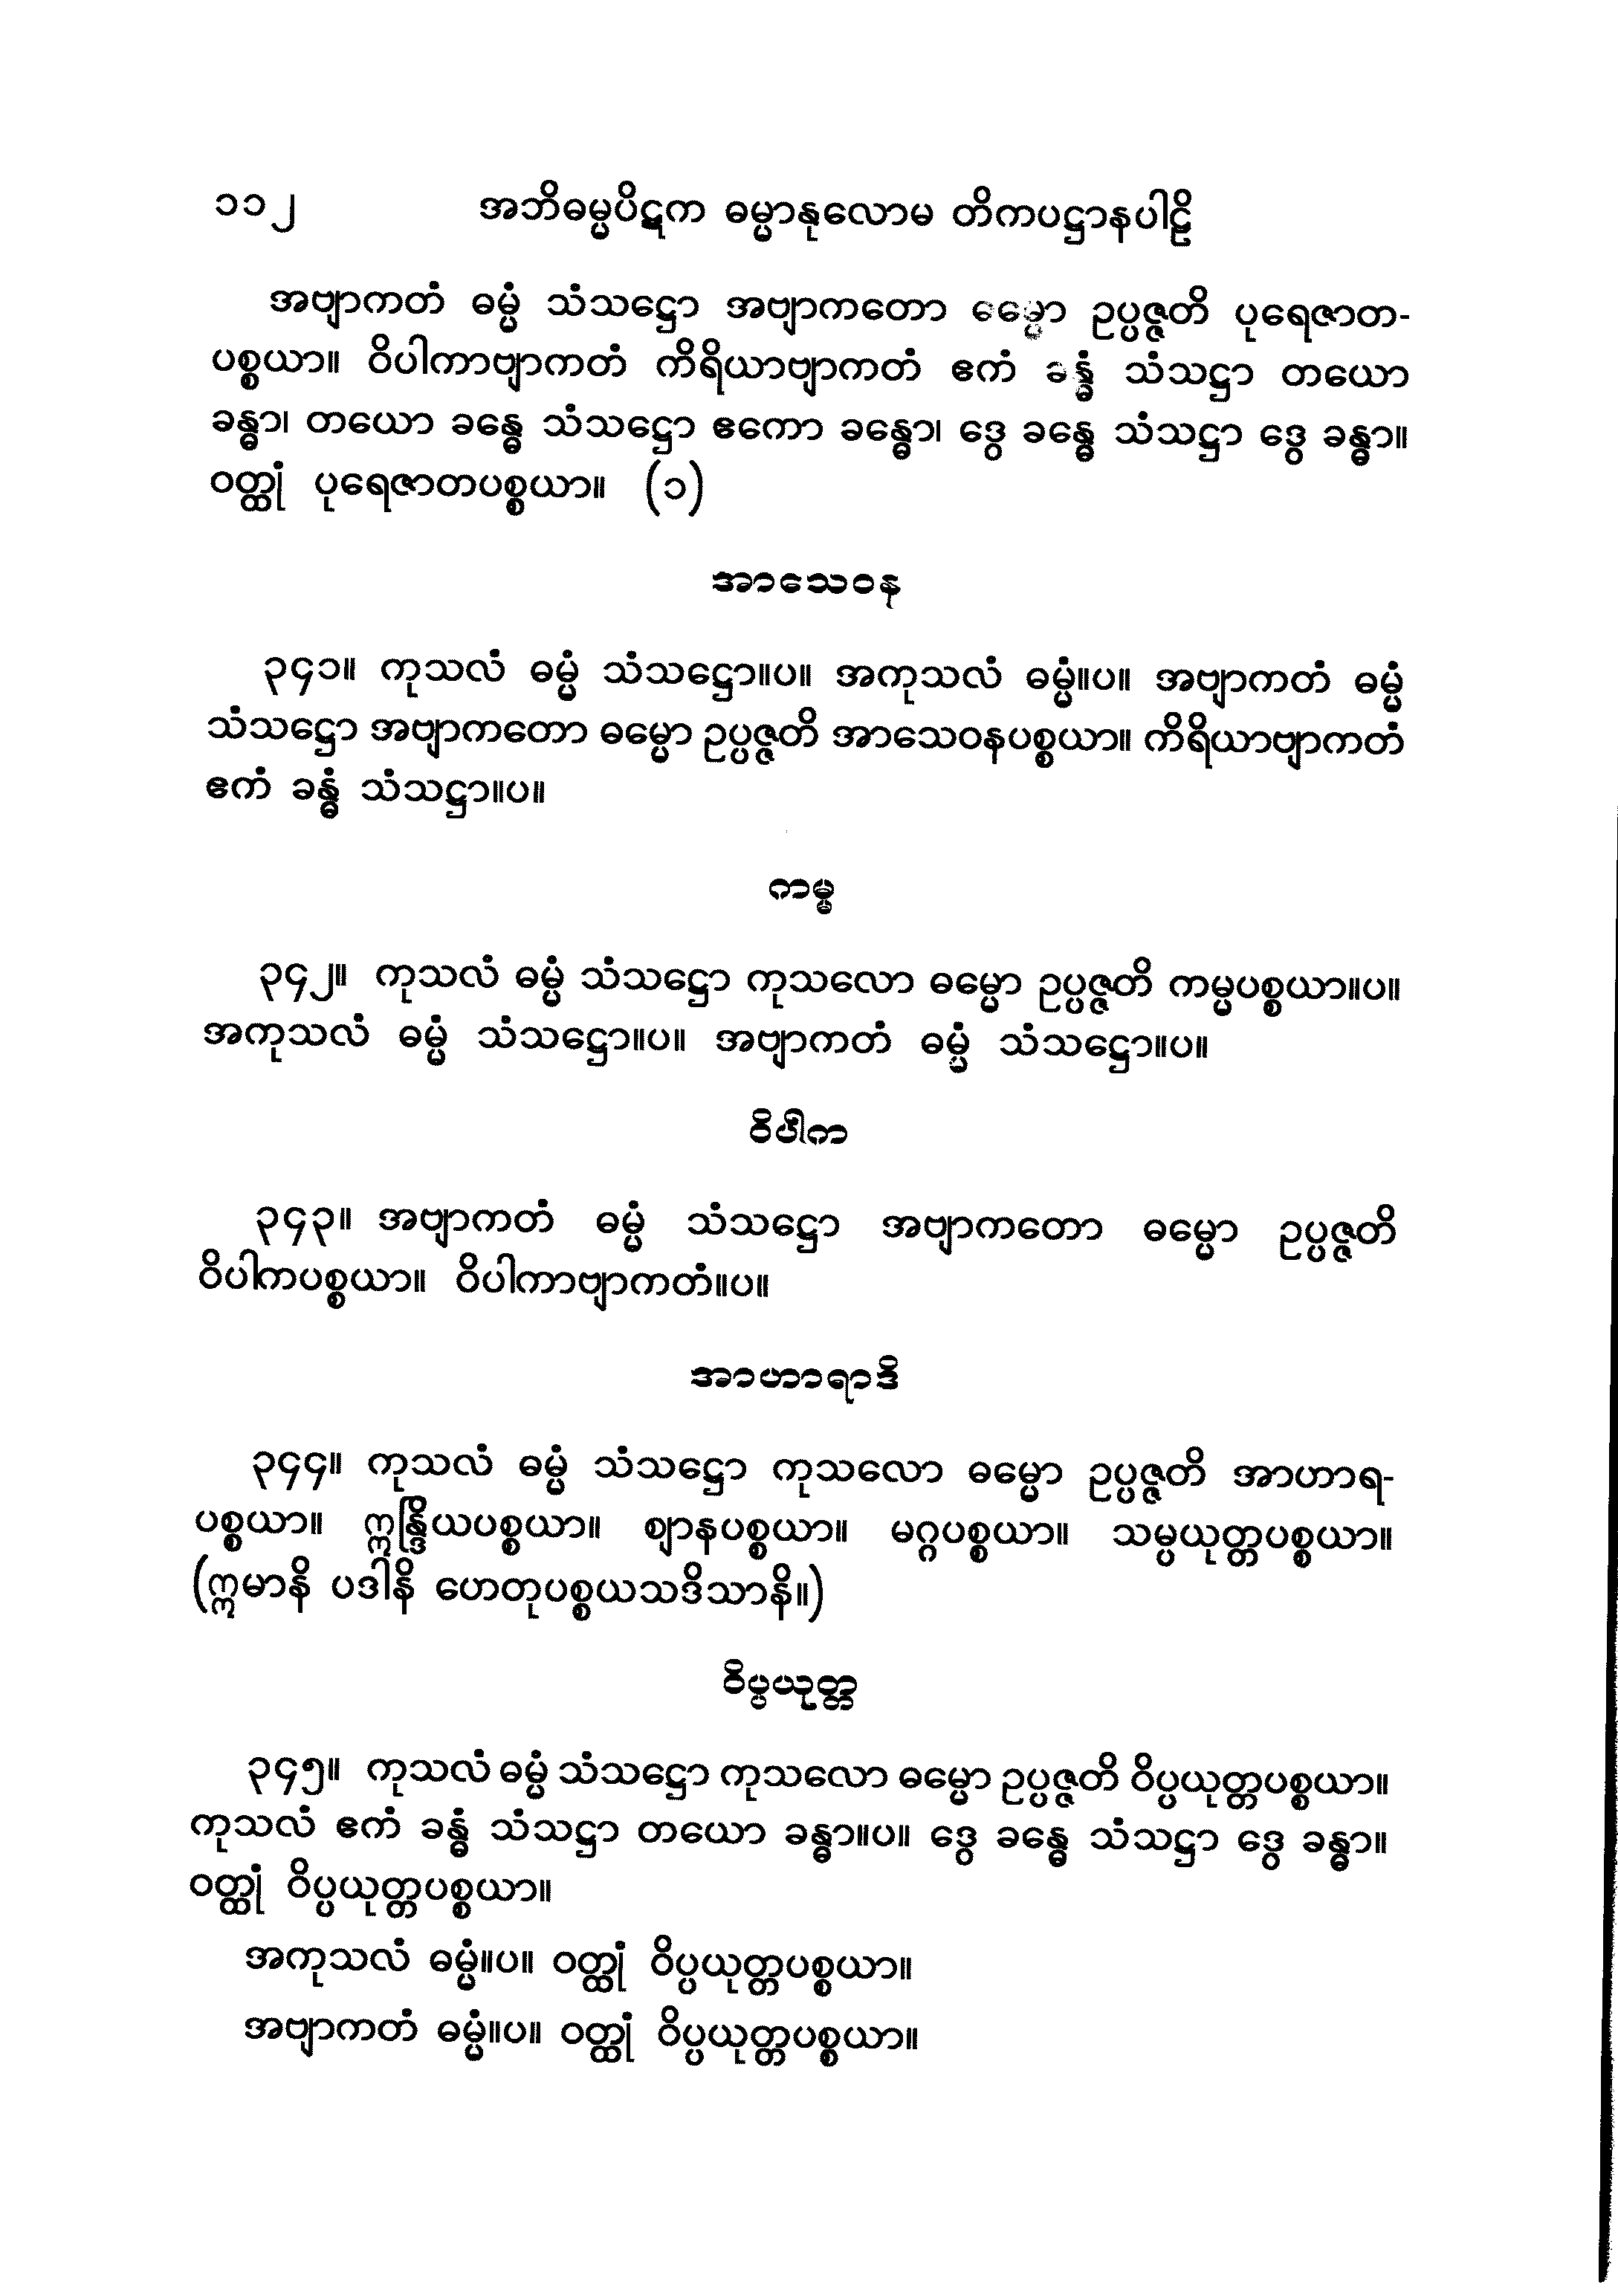 ၁၁၂ အဘိဓမ္မပိဋက ဓမ္မာနုလောမ တိကပဋ္ဌာနပါဠိ
အဗျာကတံ ဓမ္မံ သံသဋ္ဌော အဗျာကတော ဓမ္မော ဥပ္ပဇ္ဇတိ ပုရေဇာတ-
ပစ္စယာ။ ဝိပါကာဗျာကတံ ကိရိယာဗျာကတံ ဧကံ ခန္ဓံ သံသဋ္ဌာ တယော
ခန္ဓာ၊ တယော ခန္ဓေ သံသဋ္ဌော ဧကော ခန္ဓော၊ ဒွေ ခန္ဓေ သံသဋ္ဌာ ဒွေ ခန္ဓာ။
ဝတ္ထုံ ပုရေဇာတပစ္စယာ။ (၁)
အာသေဝန
၃၄၁။ ကုသလံ ဓမ္မံ သံသဋ္ဌော။ပ။ အကုသလံ ဓမ္မံ။ပ။ အဗျာကတံ ဓမ္မံ
သံသဋ္ဌော အဗျာကတော ဓမ္မော ဥပ္ပဇ္ဇတိ အာသေဝနပစ္စယာ။ ကိရိယာဗျာကတံ
ဧကံ ခန္ဓံ သံသဋ္ဌာ။ပ။
ကမ္မ
၃၄၂။ ကုသလံ ဓမ္မံ သံသဋ္ဌော ကုသလော ဓမ္မော ဥပ္ပဇ္ဇတိ ကမ္မပစ္စယာ။ပ။
အကုသလံ ဓမ္မံ သံသဋ္ဌော။ပ။ အဗျာကတံ ဓမ္မံ သံသဋ္ဌော။ပ။
ဝိပါက
၃၄၃။ အဗျာကတံ ဓမ္မံ သံသဋ္ဌော အဗျာကတော ဓမ္မော ဥပ္ပဇ္ဇတိ
ဝိပါကပစ္စယာ။ ဝိပါကာဗျာကတံ။ပ။
အာဟာရာဒိ
၃၄၄။ ကုသလံ ဓမ္မံ သံသဋ္ဌော ကုသလော ဓမ္မော ဥပ္ပဇ္ဇတိ အာဟာရ-
ပစ္စယာ။ ဣန္ဒြိယပစ္စယာ။ ဈာနပစ္စယာ။ မဂ္ဂပစ္စယာ။ သမ္ပယုတ္တပစ္စယာ။
(ဣမာနိ ပဒါနိ ဟေတုပစ္စယသဒိသာနိ။)
ဝိပ္ပယုတ္တ
၃၄၅။ ကုသလံ ဓမ္မံ သံသဋ္ဌော ကုသလော ဓမ္မော ဥပ္ပဇ္ဇတိ ဝိပ္ပယုတ္တပစ္စယာ။
ကုသလံ ဧကံ ခန္ဓံ သံသဋ္ဌာ တယော ခန္ဓာ။ပ။ ဒွေ ခန္ဓေ သံသဋ္ဌာ ဒွေ ခန္ဓာ။
ဝတ္ထုံ ဝိပ္ပယုတ္တပစ္စယာ။
အကုသလံ ဓမ္မံ။ပ။ ဝတ္ထုံ ဝိပ္ပယုတ္တပစ္စယာ။
အဗျာကတံ ဓမ္မံ။ပ။ ဝတ္ထုံ ဝိပ္ပယုတ္တပစ္စယာ။